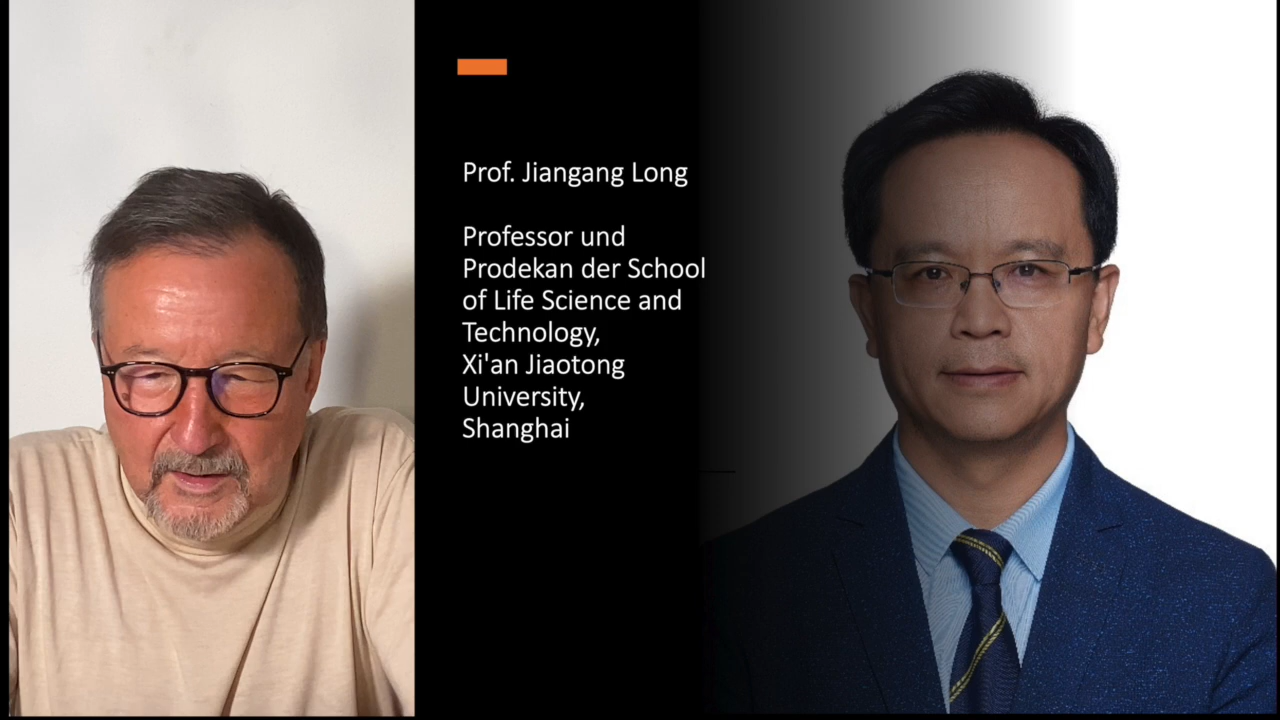 Prof. Jiangang Long
Professor und
Prodekan der School
of Life Science and
Technology,
Xi'an Jiaotong
University,
Shanghai